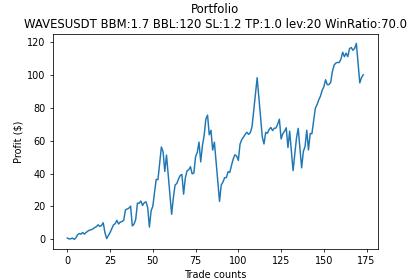 Portfolio
WAVESUSDT BBM:1.7 BBL:120 SL:1.2 TP:1.0 lev:20 WinRatio:70.0
120
100
80
60
40
20
0
Profit ($)
0 25 50 75 100 125 150 175
Trade counts